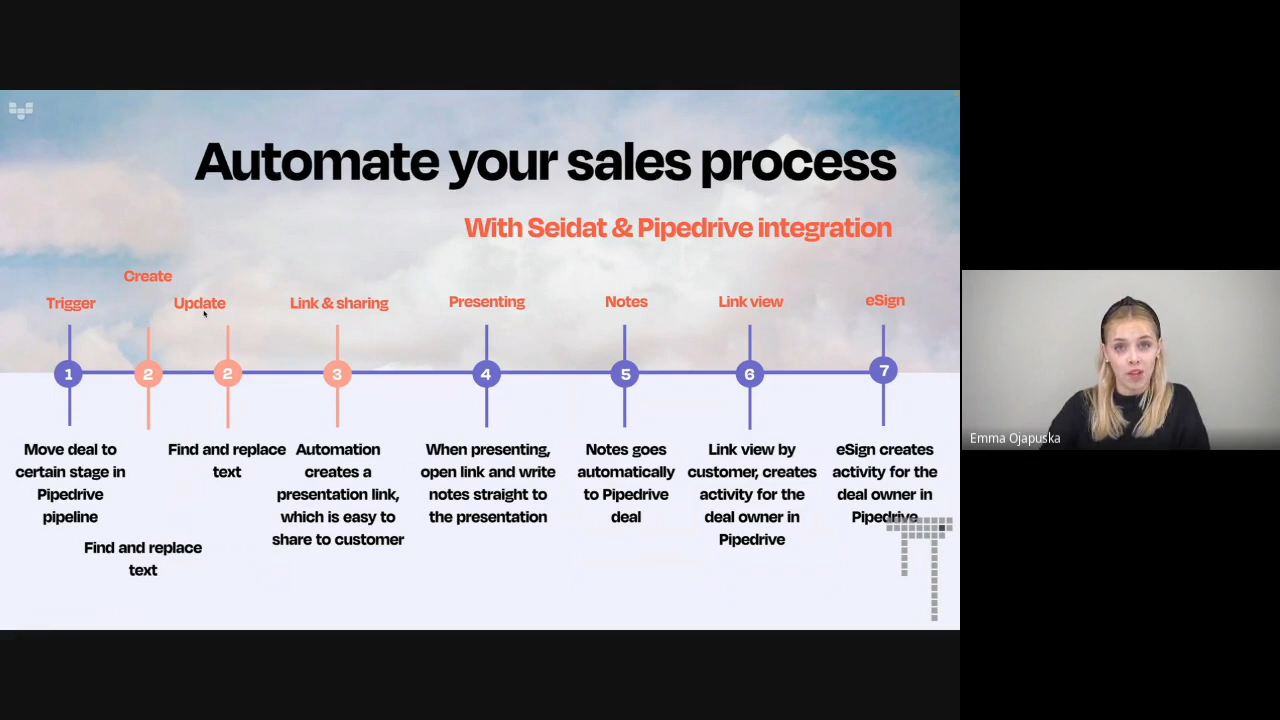 Automate your sales process
With Seidat & Pipedrive integration
Create
Trigger
Update
Link & sharing
Presenting
Notes
Link view
eSign
1
2
2
3
4
5
6
7
Move deal to
certain stage in
Pipedrive
pipeline
Find and replace
text
Find and replace
text
Automation
creates a
presentation link,
which is easy to
share to customer
When presenting,
open link and write
notes straight to
the presentation
Notes goes
automatically
to Pipedrive
deal
Link view by
customer, creates
activity for the
deal owner in
Pipedrive
eSign creates
activity for the
deal owner in
Pipedrive
Emma Ojapuska